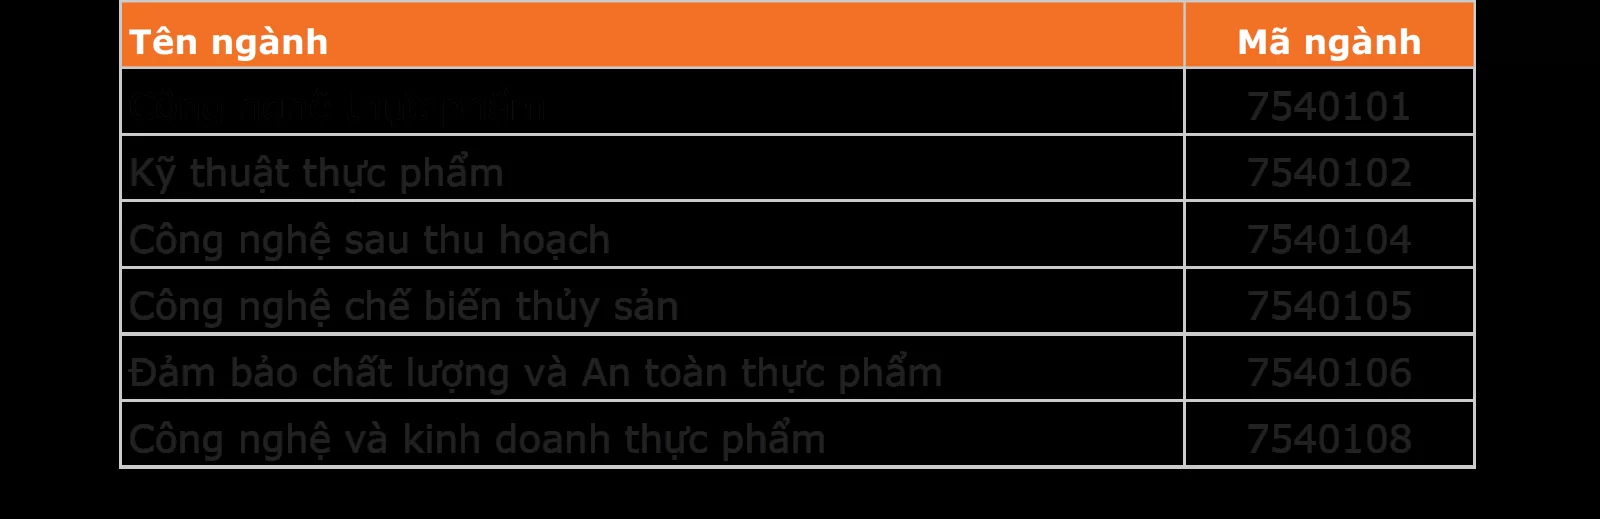 Tên ngành Mã ngành
Công nghệ thực phẩm 7540101
Kỹ thuật thực phẩm 7540102
Công nghệ sau thu hoạch 7540104
Công nghệ chế biến thủy sản 7540105
Đảm bảo chất lượng và An toàn thực phẩm 7540106
Công nghệ và kinh doanh thực phẩm 7540108